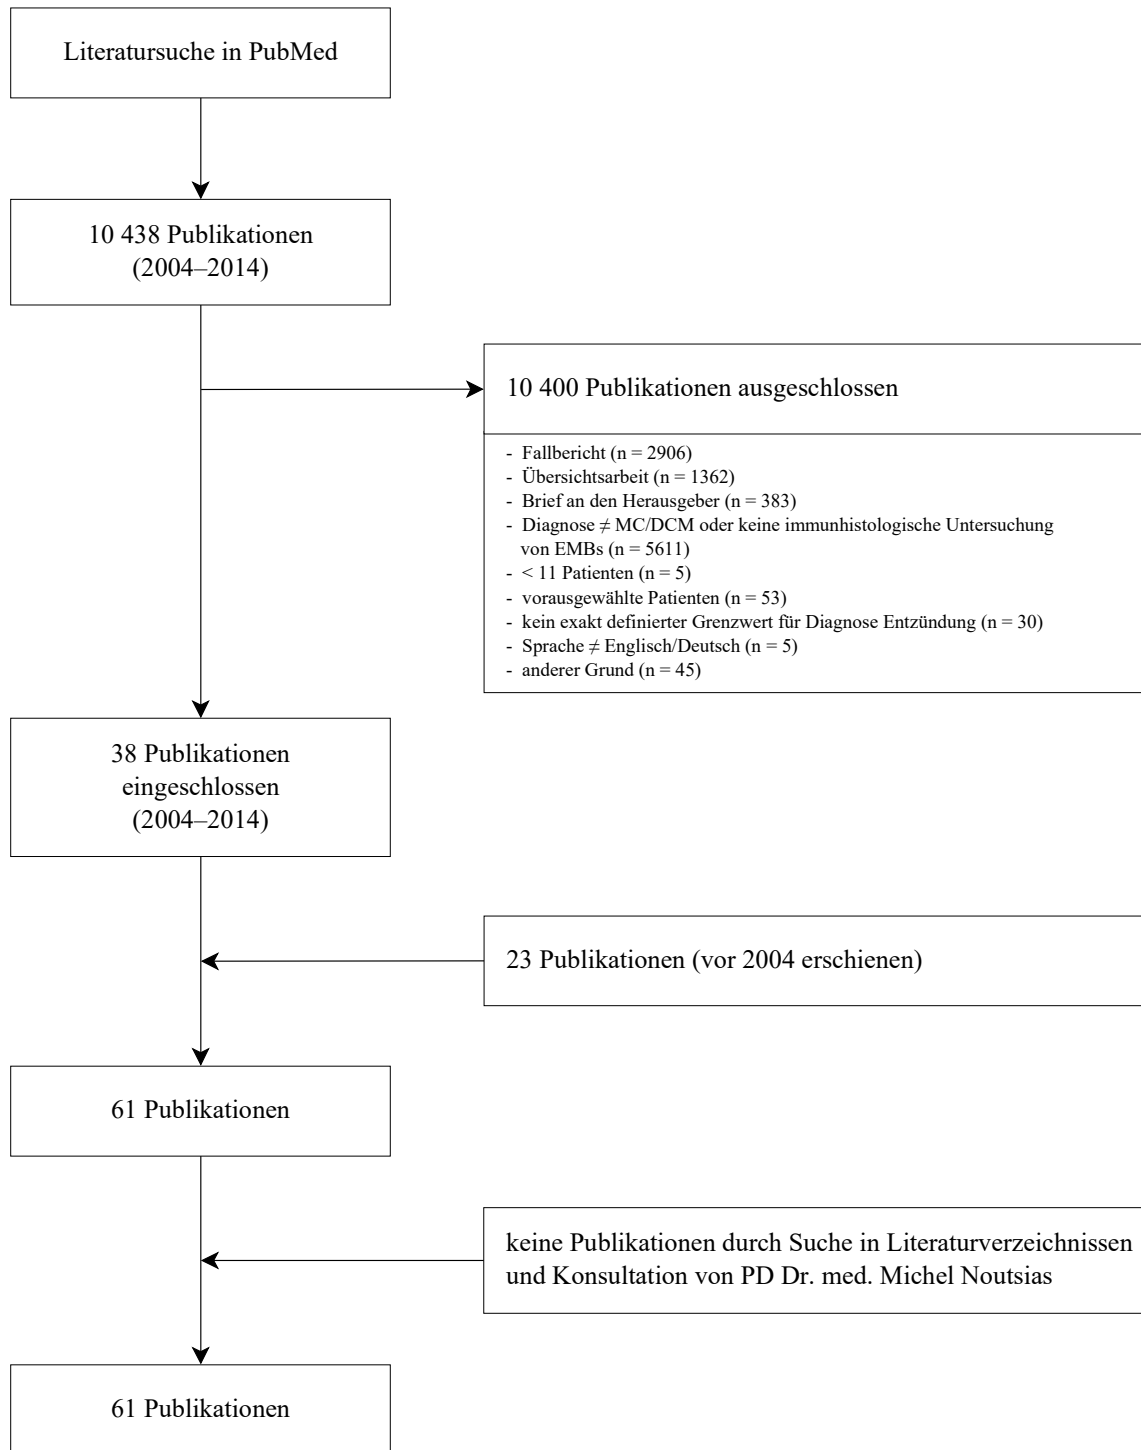 Literatursuche in PubMed
10 438 Publikationen
(2004–2014)
10 400 Publikationen ausgeschlossen
- Fallbericht (n = 2906)
- Übersichtsarbeit (n = 1362)
- Brief an den Herausgeber (n = 383)
- Diagnose ≠ MC/DCM oder keine immunhistologische Untersuchung
von EMBs (n = 5611)
- < 11 Patienten (n = 5)
- vorausgewählte Patienten (n = 53)
- kein exakt definierter Grenzwert für Diagnose Entzündung (n = 30)
- Sprache ≠ Englisch/Deutsch (n = 5)
- anderer Grund (n = 45)
38 Publikationen
eingeschlossen
(2004–2014)
23 Publikationen (vor 2004 erschienen)
61 Publikationen
keine Publikationen durch Suche in Literaturverzeichnissen
und Konsultation von PD Dr. med. Michel Noutsias
61 Publikationen